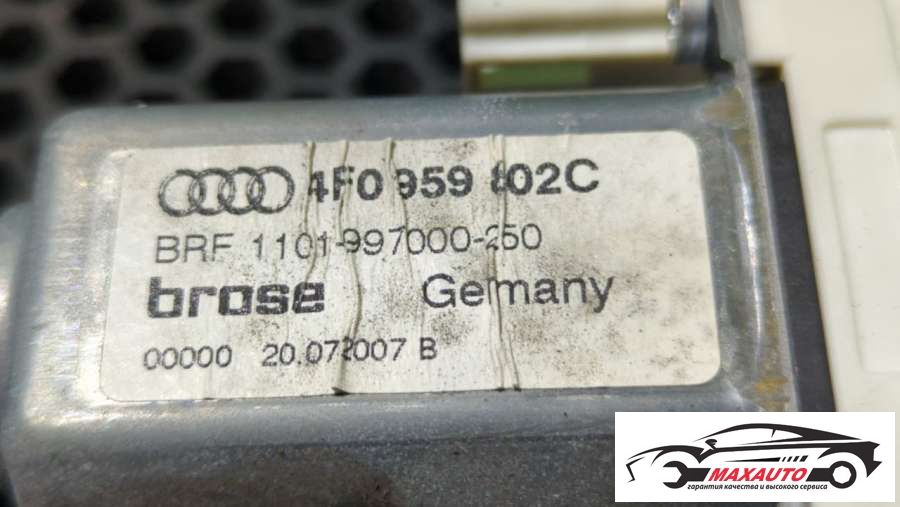 4F0 959 802C
BRF 1101-997000-250
brose Germany
00000 20.072007 B
MAXAUTO
гарантия качества и высокого сервиса